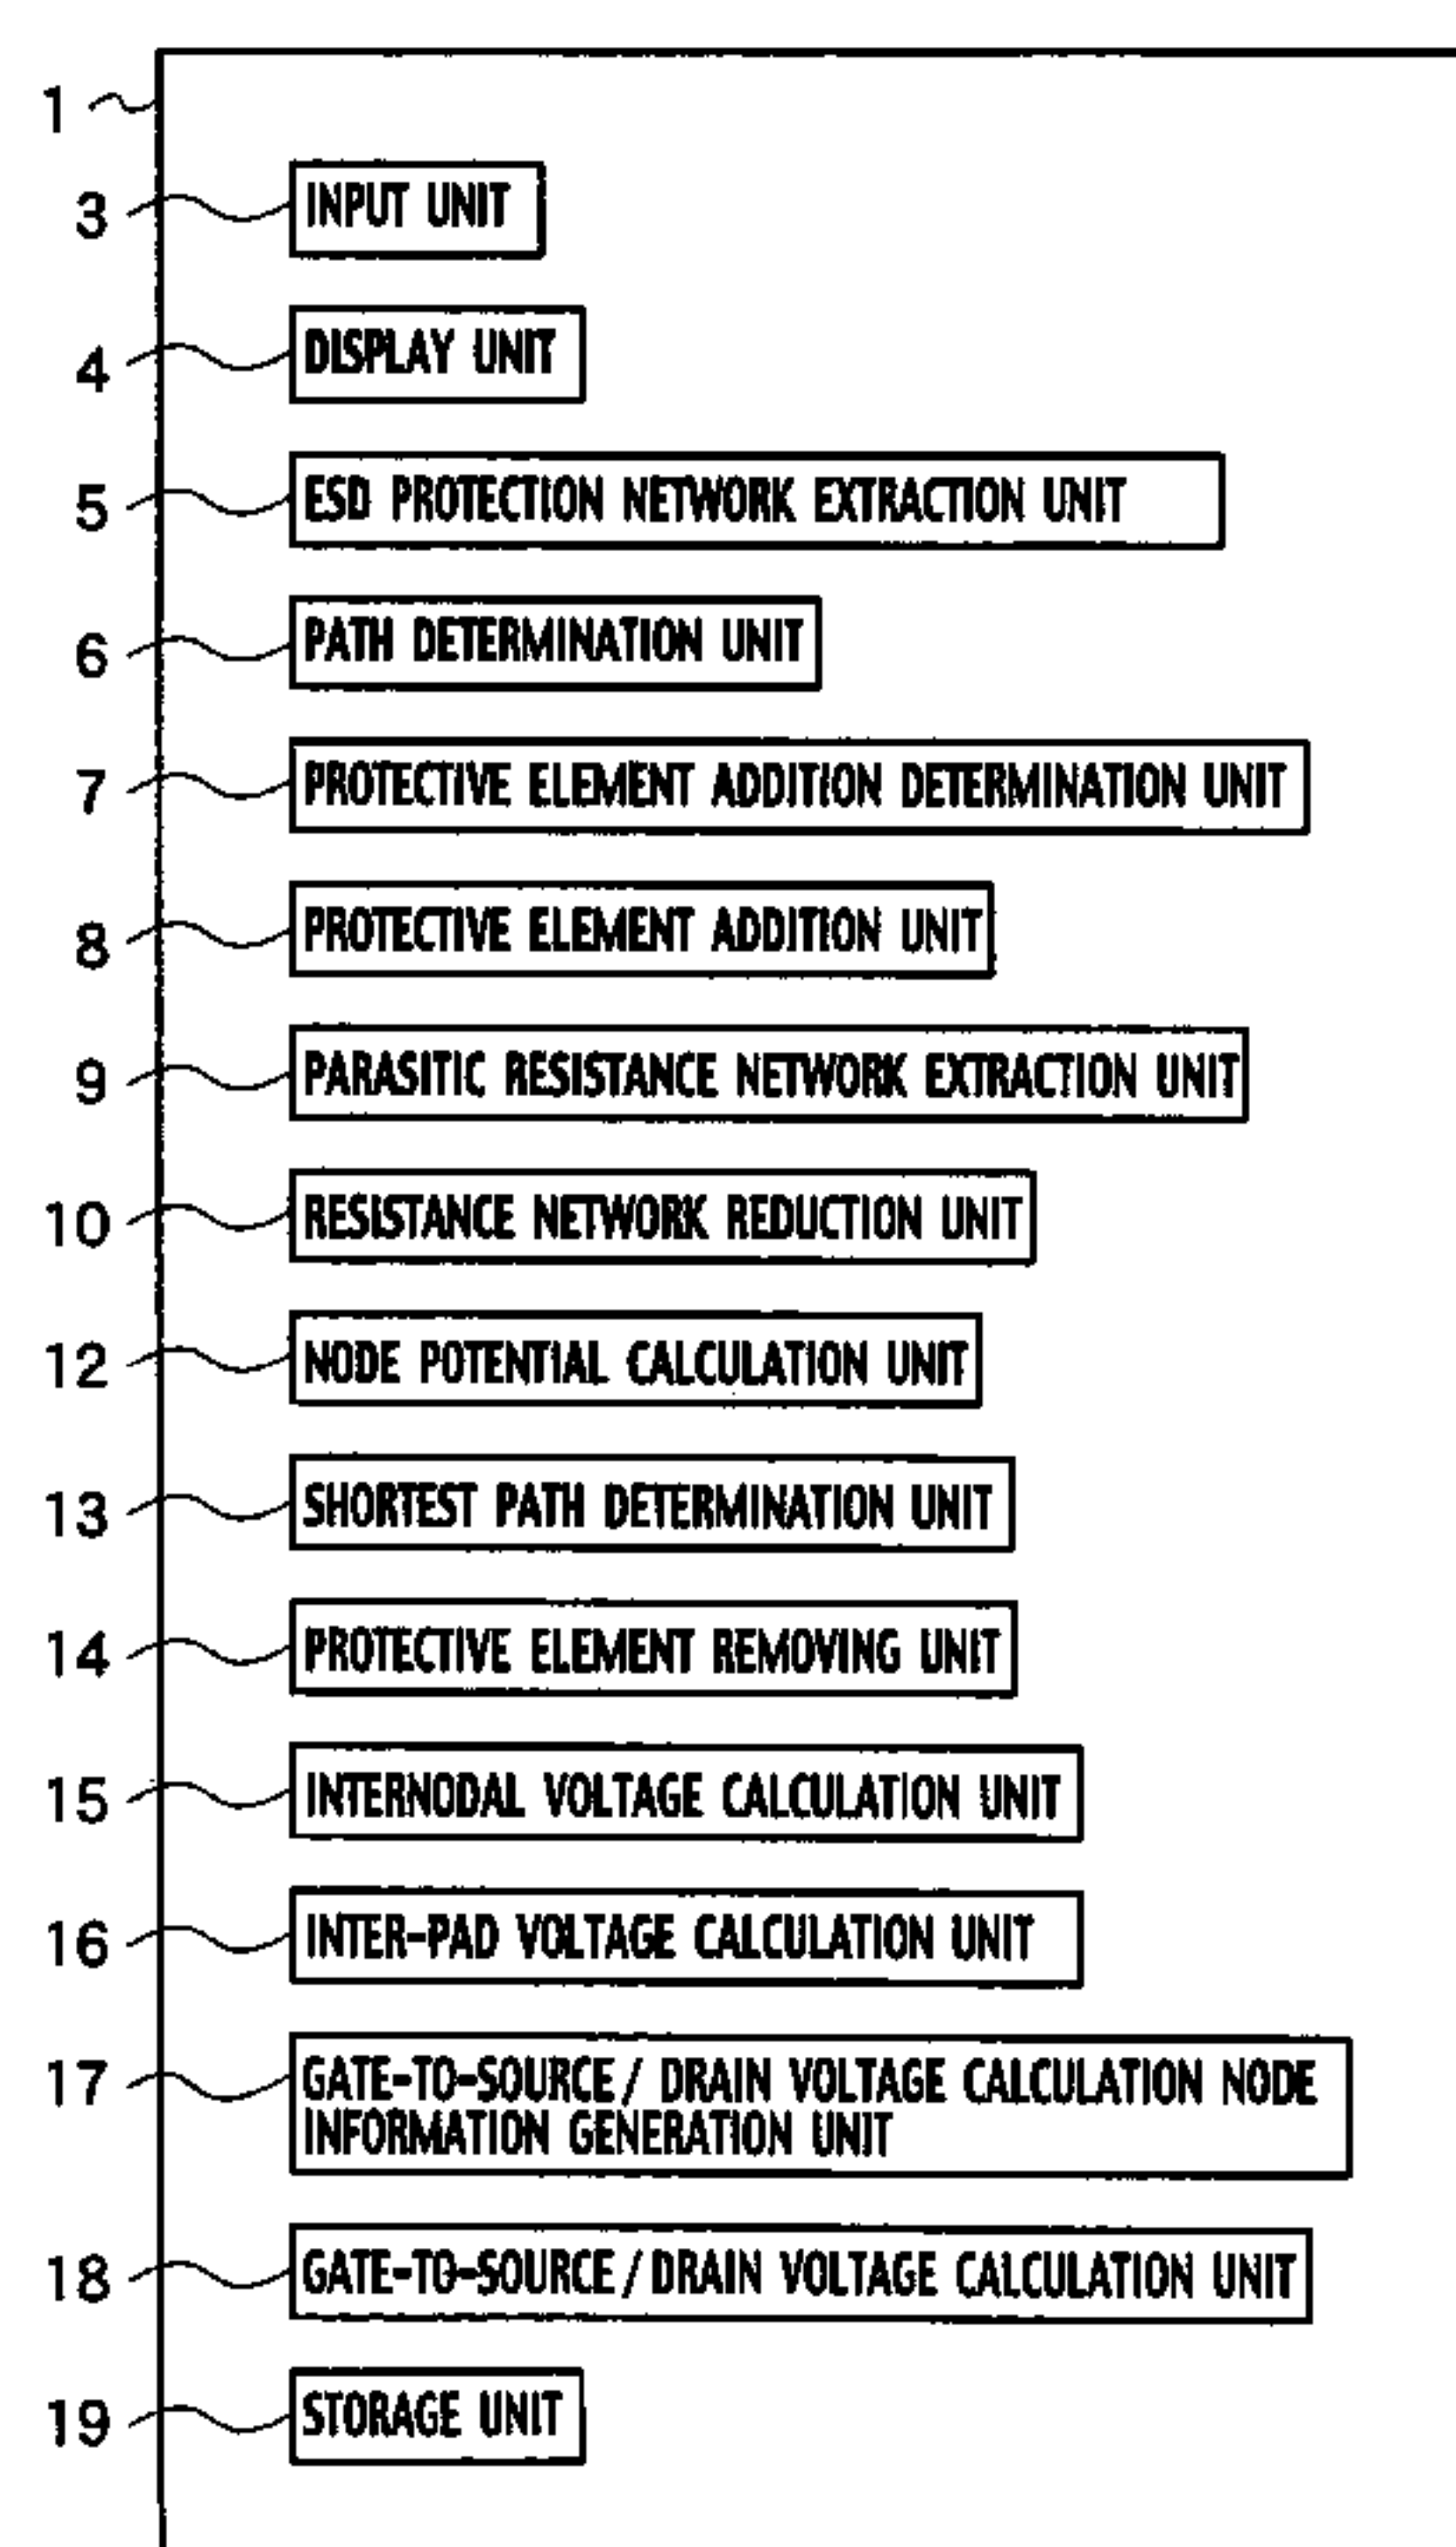 1
3 INPUT UNIT
4 DISPLAY UNIT
5 ESD PROTECTION NETWORK EXTRACTION UNIT
6 PATH DETERMINATION UNIT
7 PROTECTIVE ELEMENT ADDITION DETERMINATION UNIT
8 PROTECTIVE ELEMENT ADDITION UNIT
9 PARASITIC RESISTANCE NETWORK EXTRACTION UNIT
10 RESISTANCE NETWORK REDUCTION UNIT
12 NODE POTENTIAL CALCULATION UNIT
13 SHORTEST PATH DETERMINATION UNIT
14 PROTECTIVE ELEMENT REMOVING UNIT
15 INTERNODAL VOLTAGE CALCULATION UNIT
16 INTER-PAD VOLTAGE CALCULATION UNIT
17 GATE-TO-SOURCE/ DRAIN VOLTAGE CALCULATION NODE
INFORMATION GENERATION UNIT
18 GATE-TO-SOURCE/DRAIN VOLTAGE CALCULATION UNIT
19 STORAGE UNIT